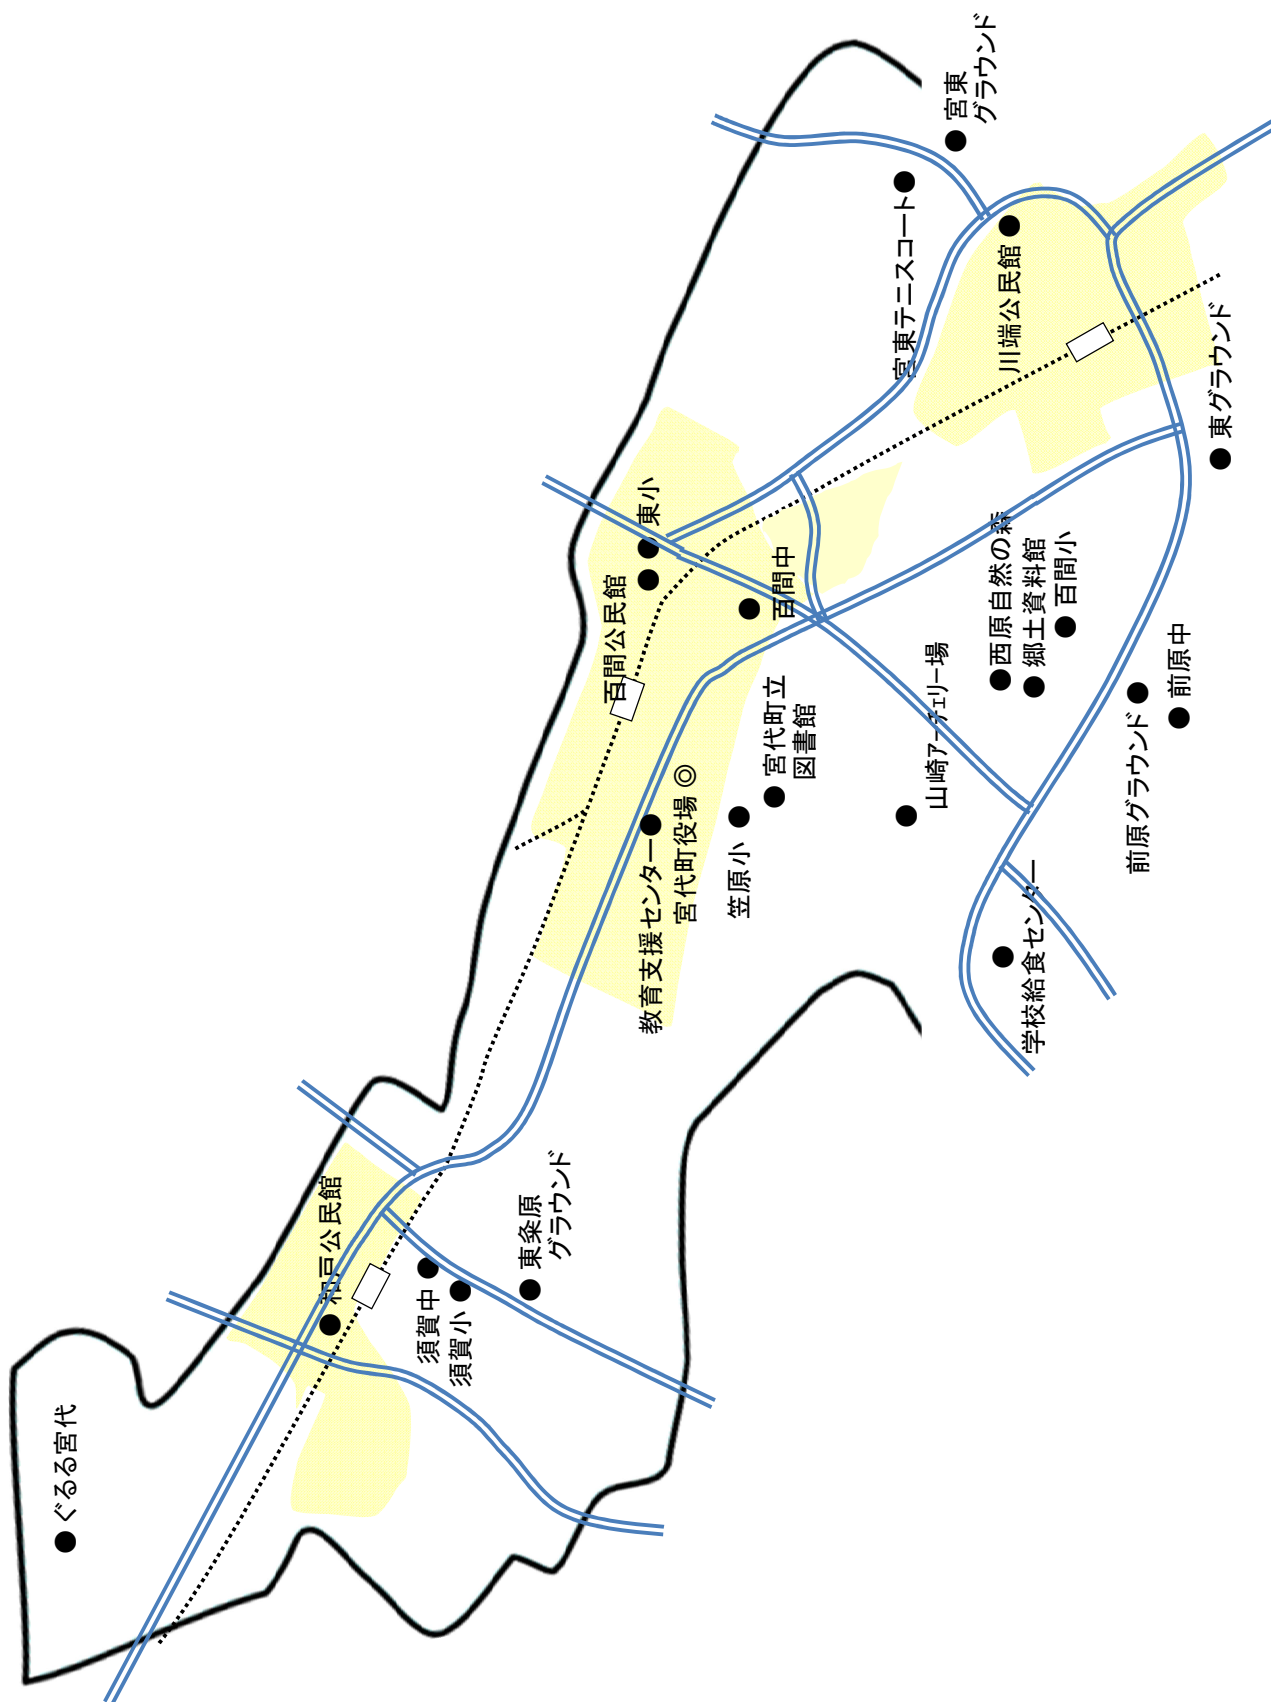 ぐるる宮代
和戸公民館
須賀中
須賀小
東粂原
グラウンド
百間公民館
東小
教育支援センター
宮代町役場
笠原小
宮代町立
図書館
百間中
宮東テニスコート
宮東
グラウンド
川端公民館
山崎アーチェリー場
西原自然の森
郷土資料館
百間小
学校給食センター
前原グラウンド
前原中
東グラウンド